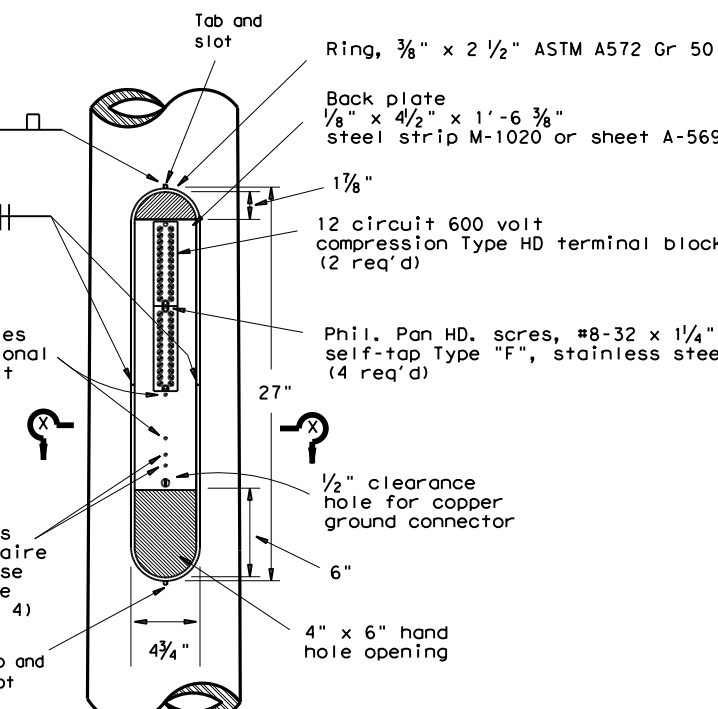 Tab and
slot
Ring, 3/8" x 2 1/2" ASTM A572 Gr 50
Back plate
1/8" x 4 1/2" x 1'-6 3/8"
steel strip M-1020 or sheet A-569
1 7/8"
12 circuit 600 volt
compression Type HD terminal block
(2 req'd)
Phil. Pan HD. scres, #8-32 x 1 1/4"
self-tap Type "F", stainless stee
(4 req'd)
27"
X
X
1/2" clearance
hole for copper
ground connector
6"
4" x 6" hand
hole opening
4 3/4"
es
onal
t
s
aire
se
e
4)
and
ot